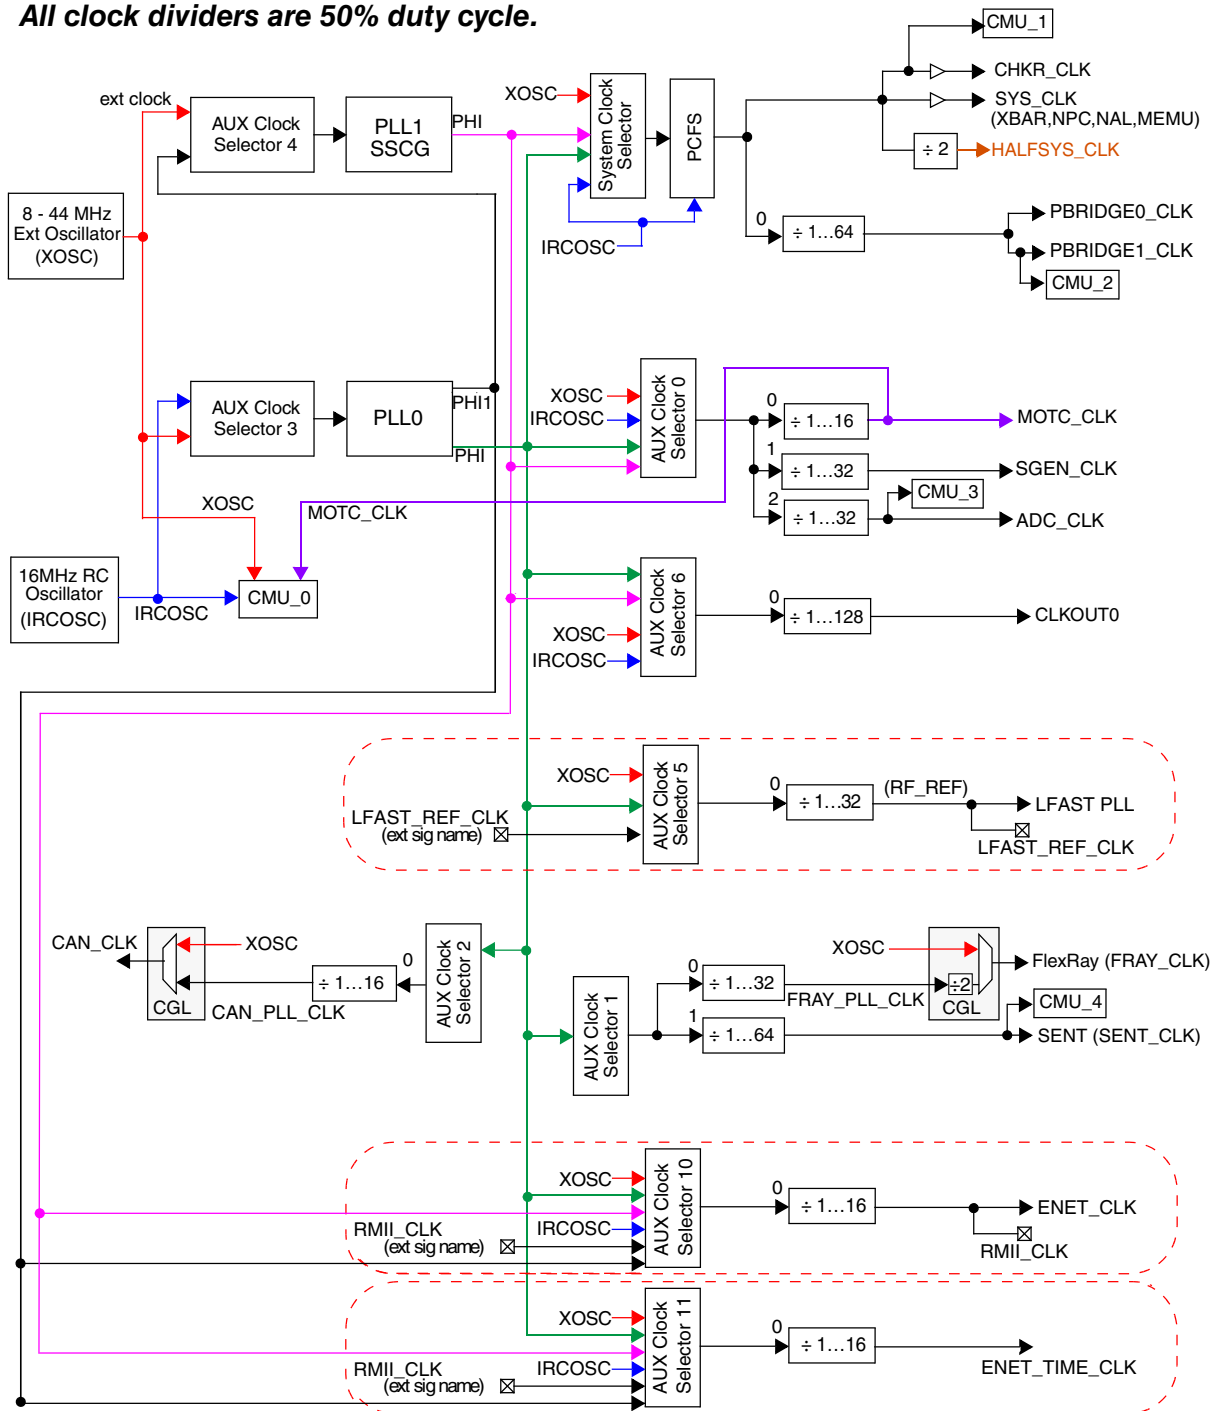 All clock dividers are 50% duty cycle.
CMU_1
CHKR_CLK
SYS_CLK
(XBAR,NPC,NAL,MEMU)
÷ 2
HALFSYS_CLK
XOSC
System Clock
Selector
PCFS
IRCOSC
0
÷ 1...64
PBRIDGE0_CLK
PBRIDGE1_CLK
CMU_2
ext clock
AUX Clock
Selector 4
PLL1
SSCG
PHI
8 - 44 MHz
Ext Oscillator
(XOSC)
AUX Clock
Selector 3
PLL0
PHI1
PHI
XOSC
IRCOSC
AUX Clock
Selector 0
0
÷ 1...16
MOTC_CLK
1
÷ 1...32
SGEN_CLK
2
÷ 1...32
CMU_3
ADC_CLK
XOSC
MOTC_CLK
16MHz RC
Oscillator
(IRCOSC)
IRCOSC
CMU_0
XOSC
IRCOSC
AUX Clock
Selector 6
0
÷ 1...128
CLKOUT0
XOSC
LFAST_REF_CLK
(ext sig name)
AUX Clock
Selector 5
0
÷ 1...32
(RF_REF)
LFAST PLL
LFAST_REF_CLK
CAN_CLK
XOSC
CGL
CAN_PLL_CLK
÷ 1...16
0
AUX Clock
Selector 2
AUX Clock
Selector 1
0
÷ 1...32
FRAY_PLL_CLK
XOSC
÷2
CGL
FlexRay (FRAY_CLK)
1
÷ 1...64
CMU_4
SENT (SENT_CLK)
XOSC
RMII_CLK
(ext sig name)
IRCOSC
AUX Clock
Selector 10
0
÷ 1...16
ENET_CLK
RMII_CLK
XOSC
RMII_CLK
(ext sig name)
IRCOSC
AUX Clock
Selector 11
0
÷ 1...16
ENET_TIME_CLK